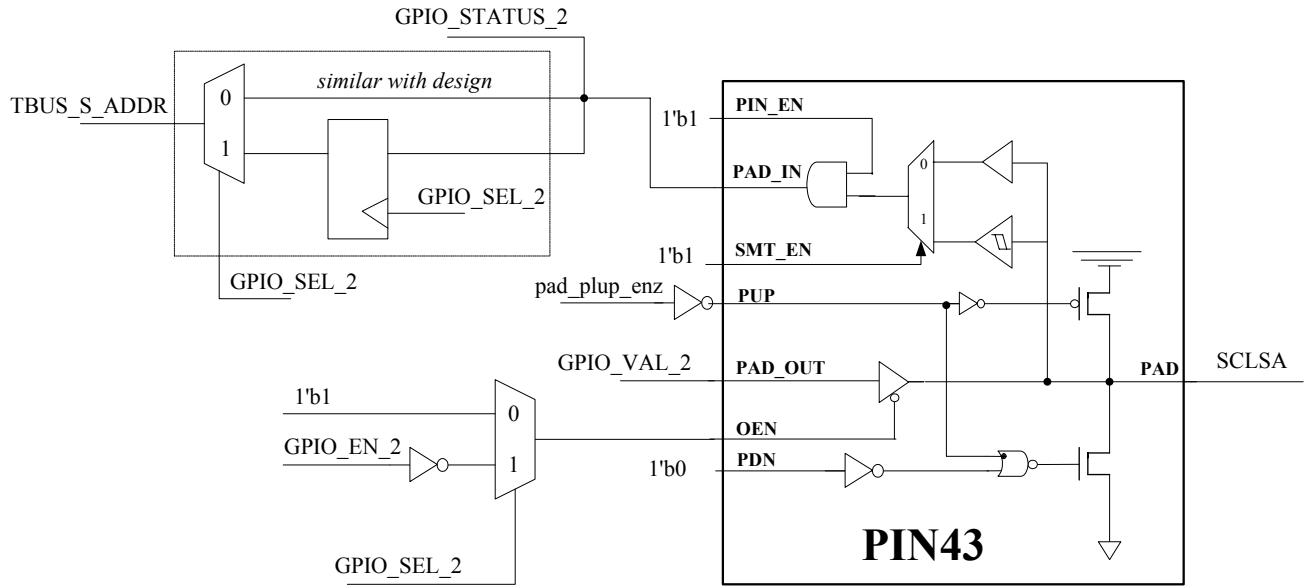 GPIO_STATUS_2
similar with design
TBUS_S_ADDR
0
1
GPIO_SEL_2
GPIO_SEL_2
1'b1
PIN_EN
PAD_IN
0
1
1'b1
SMT_EN
pad_plup_enz
PUP
GPIO_VAL_2
PAD_OUT
PAD
SCLSA
1'b1
0
OEN
GPIO_EN_2
1
1'b0
PDN
PIN43
GPIO_SEL_2